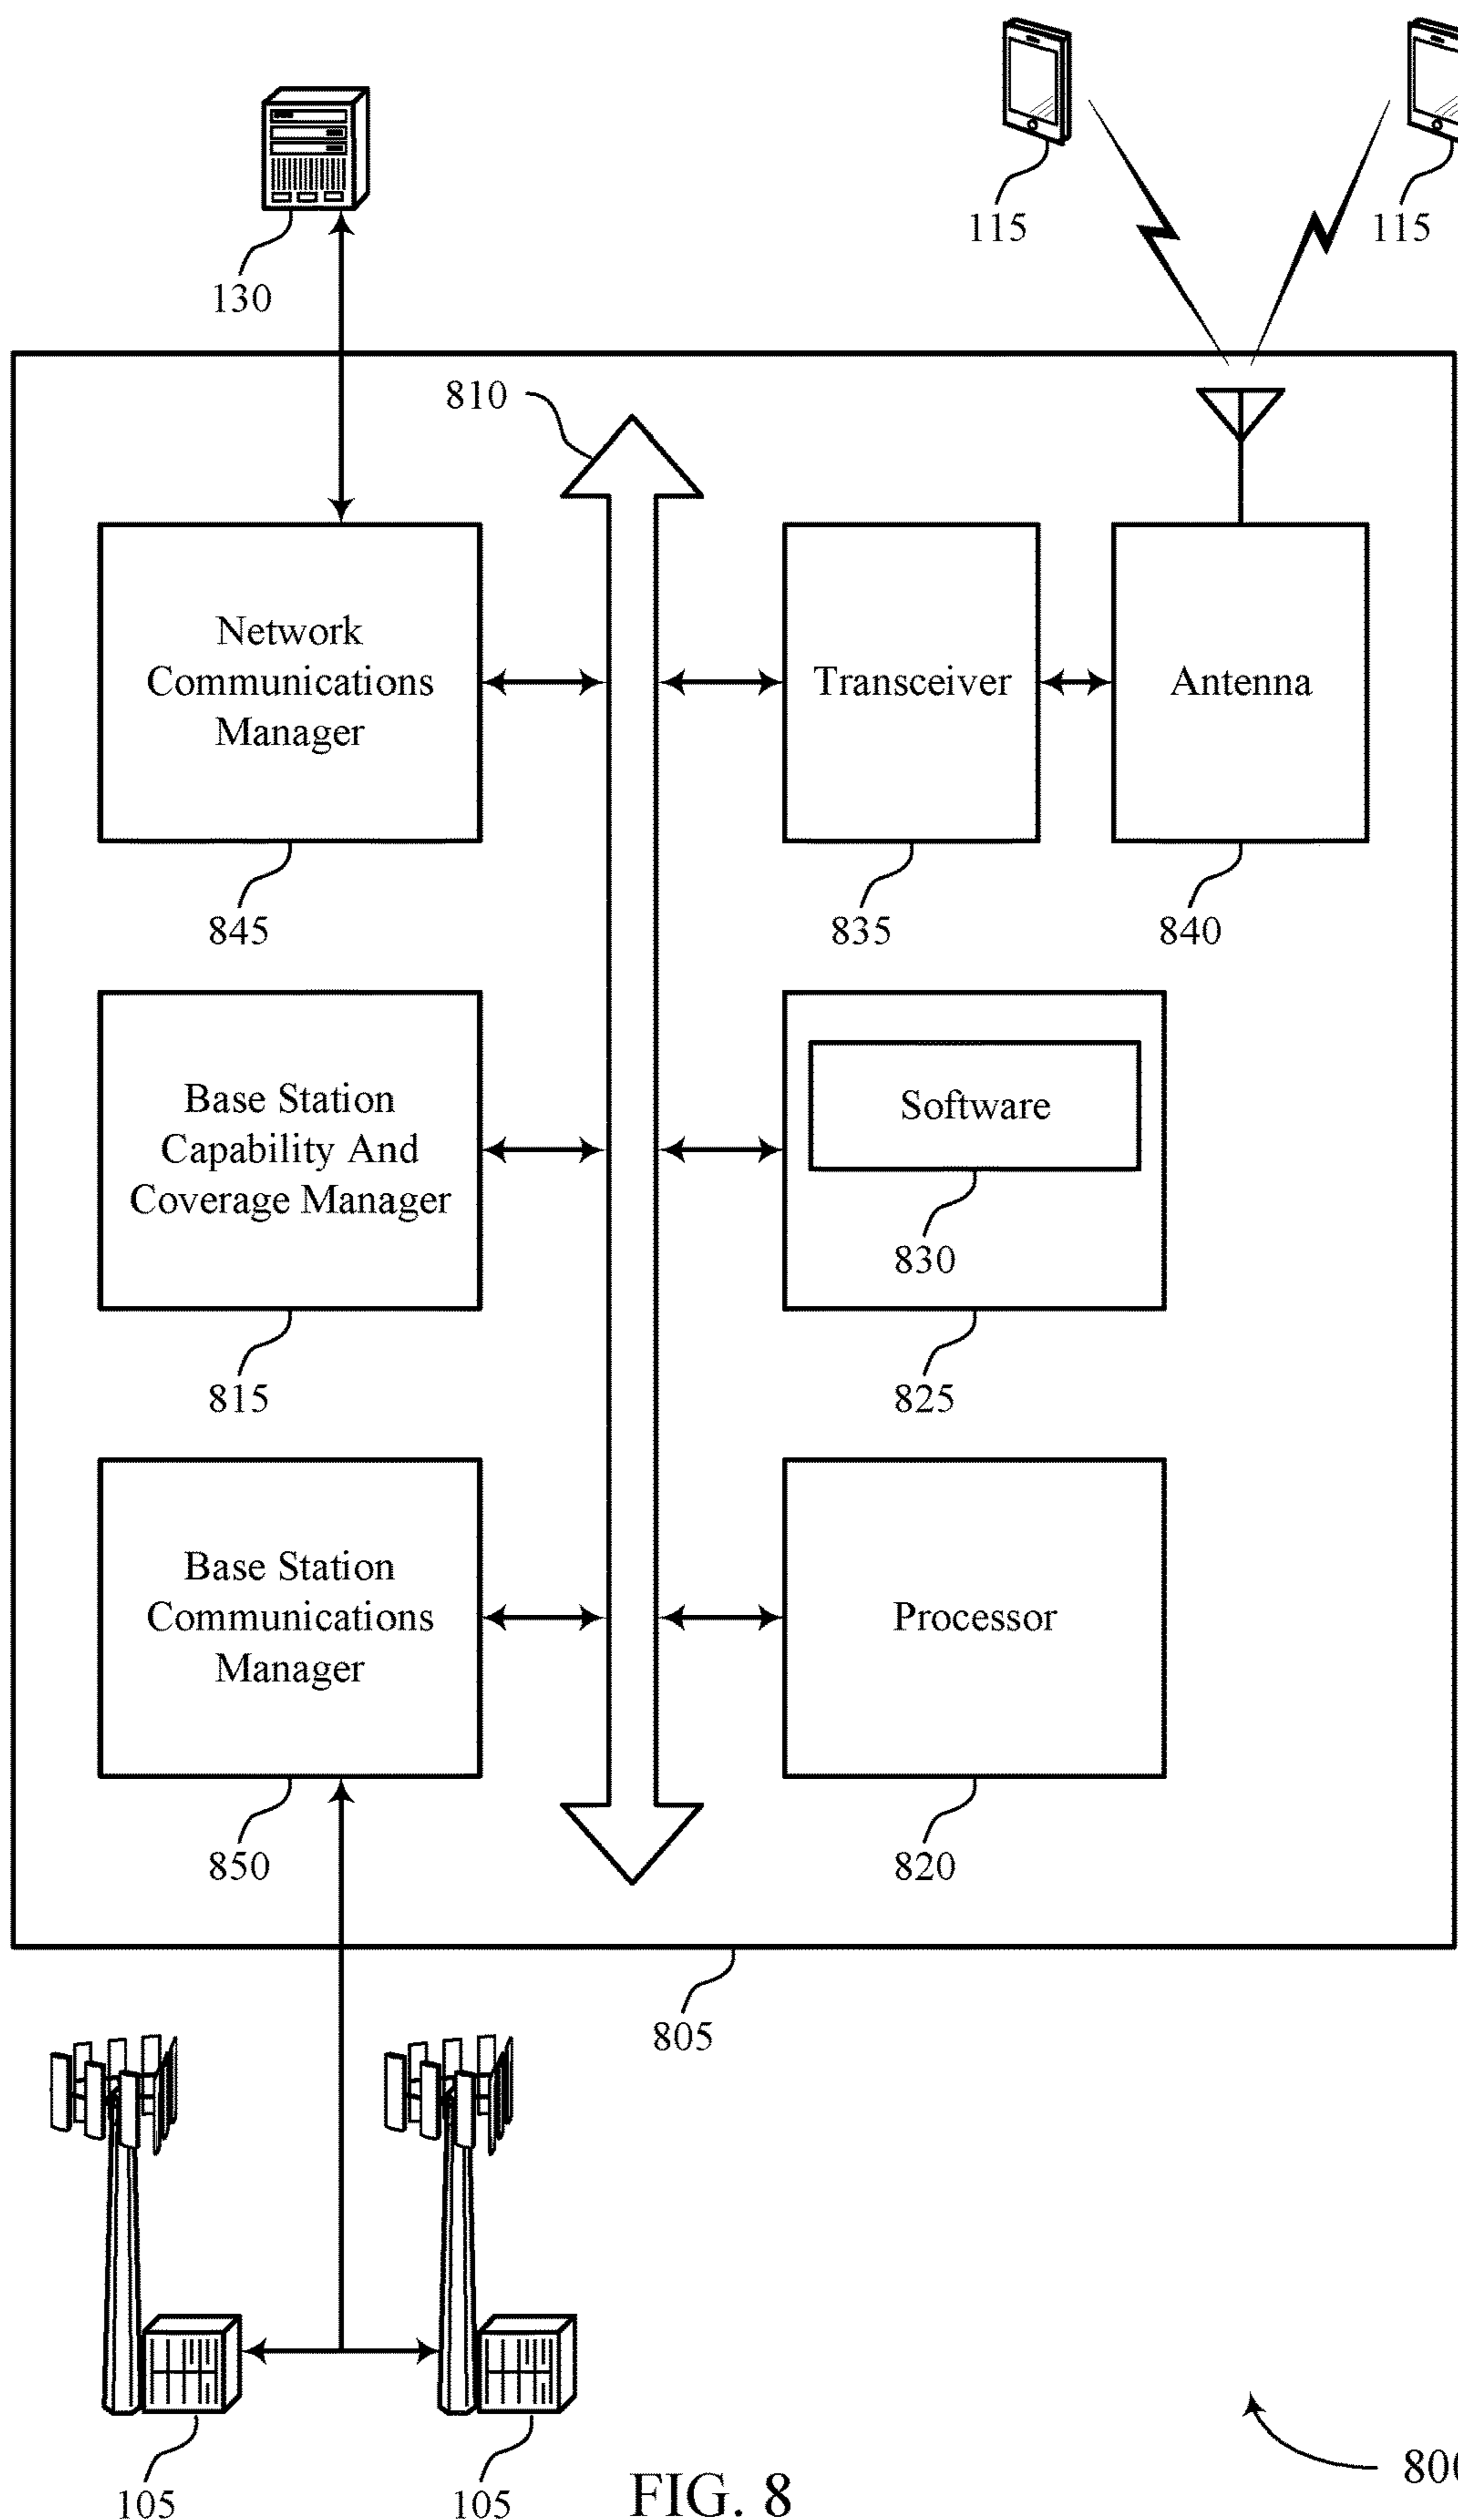 115
115
130
810
Network
Communications
Manager
Transceiver
Antenna
845
835
840
Base Station
Capability And
Coverage Manager
Software
830
815
825
Base Station
Communications
Manager
Processor
850
820
805
105
105
FIG. 8